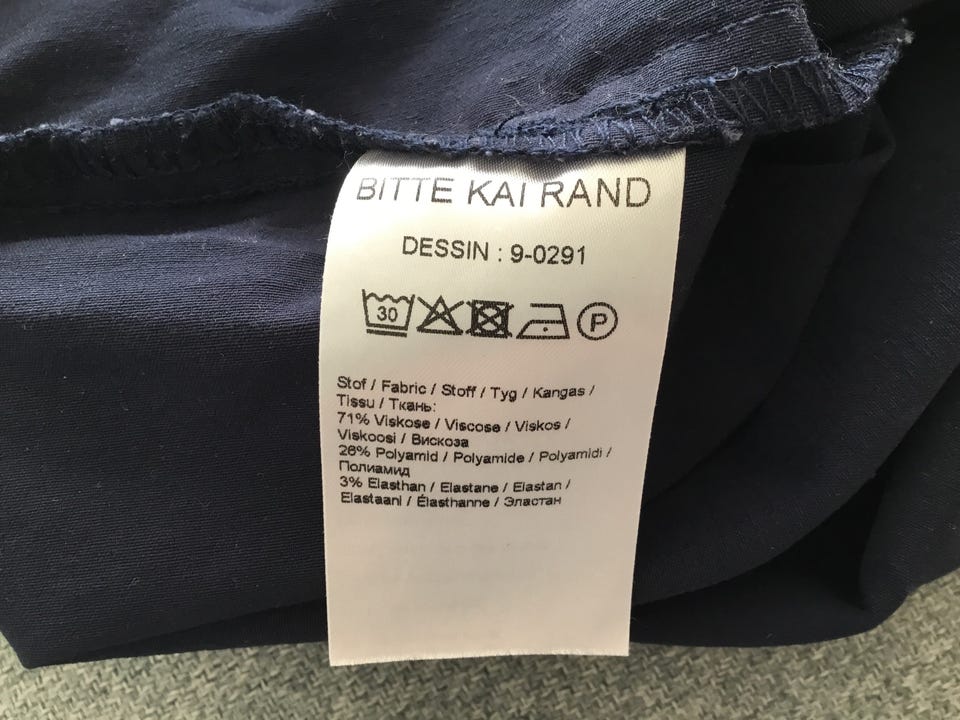 BITTE KAI RAND
DESSIN : 9-0291
30 P
Stof / Fabric / Stoff / Tyg / Kangas /
Tissu / Ткань:
71% Viskose / Viscose / Viskos /
Viskoosi / Вискоза
26% Polyamid / Polyamide / Polyamidi /
Полиамид
3% Elasthan / Elastane / Elastan /
Elastaani / Élasthanne / Эластан